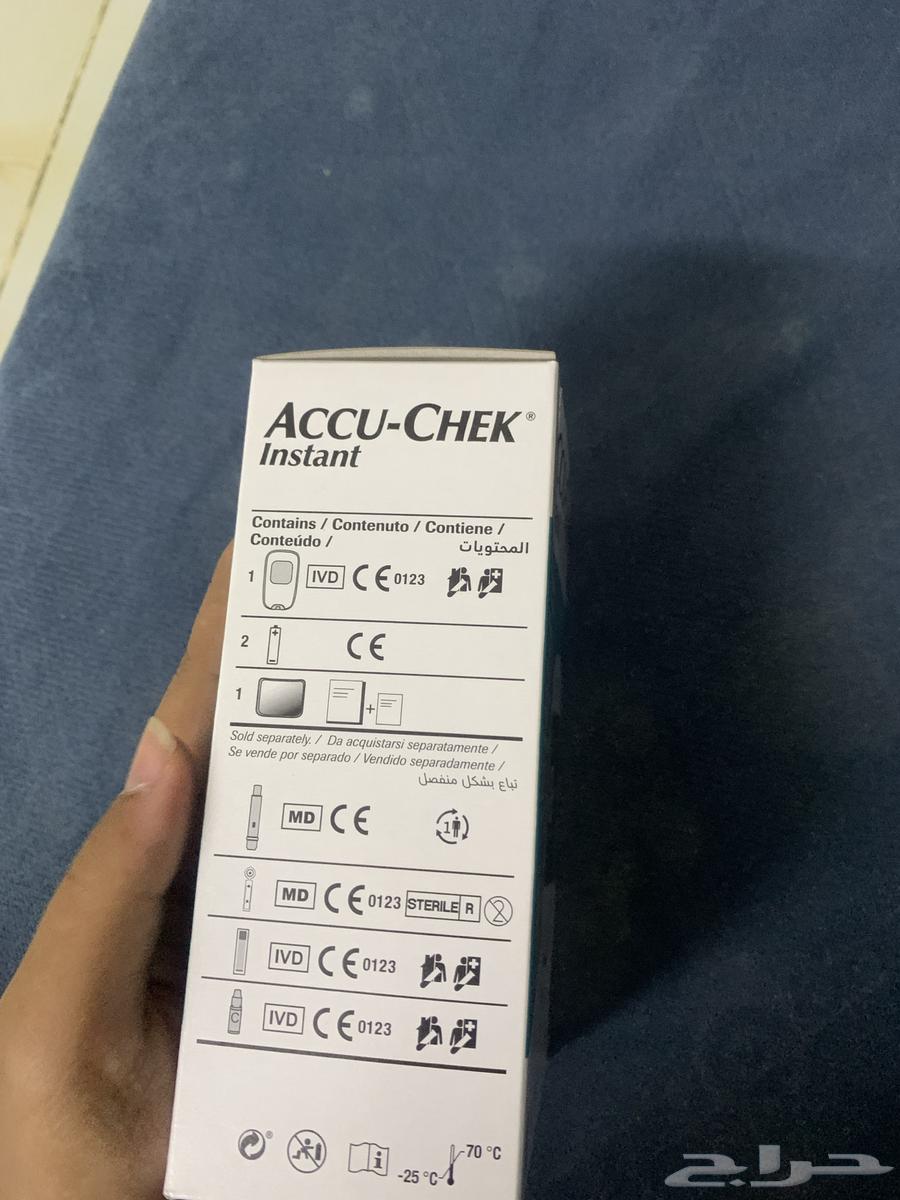 ACCU-CHEK®
Instant
Contains / Contenuto / Contiene /
Conteúdo / المحتويات
1 IVD CE 0123
2 CE
1 +
Sold separately. / Da acquistarsi separatamente /
Se vende por separado / Vendido separadamente /
تباع بشكل منفصل
MD CE 1
MD CE 0123 STERILE R 2
IVD CE 0123
C IVD CE 0123
® i -25 °C 70 °C
حراج